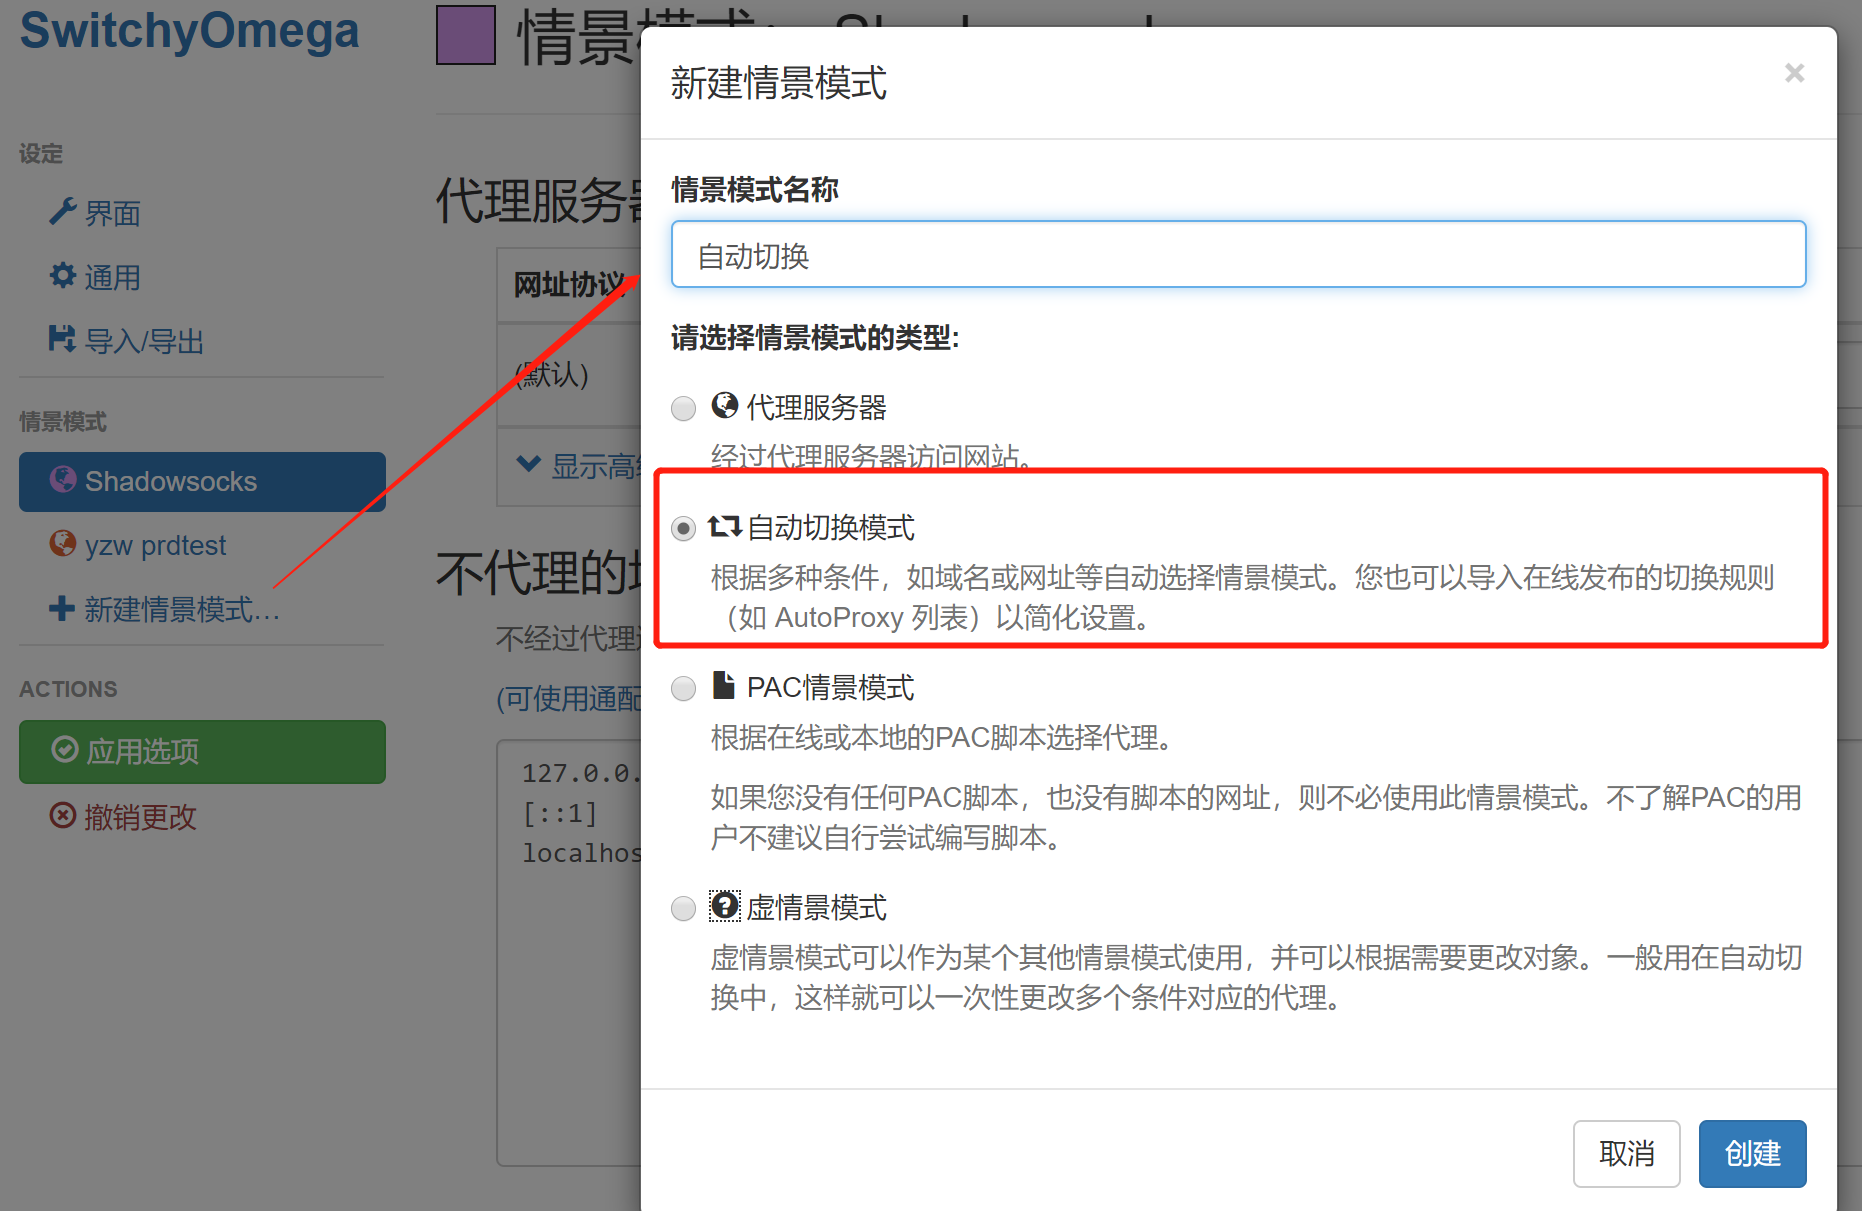 SwitchyOmega
设定
界面
通用
导入/导出
情景模式
Shadowsocks
yzw prdtest
新建情景模式…
ACTIONS
应用选项
撤销更改
情景
代理服务
网址协议
(默认)
显示高
不代理的
不经过代理
(可使用通配
127.0.0.
[::1]
localhos
新建情景模式
×
情景模式名称
自动切换
请选择情景模式的类型:
代理服务器
经过代理服务器访问网站。
自动切换模式
根据多种条件，如域名或网址等自动选择情景模式。您也可以导入在线发布的切换规则
（如 AutoProxy 列表）以简化设置。
PAC情景模式
根据在线或本地的PAC脚本选择代理。
如果您没有任何PAC脚本，也没有脚本的网址，则不必使用此情景模式。不了解PAC的用
户不建议自行尝试编写脚本。
虚情景模式
虚情景模式可以作为某个其他情景模式使用，并可以根据需要更改对象。一般用在自动切
换中，这样就可以一次性更改多个条件对应的代理。
取消
创建